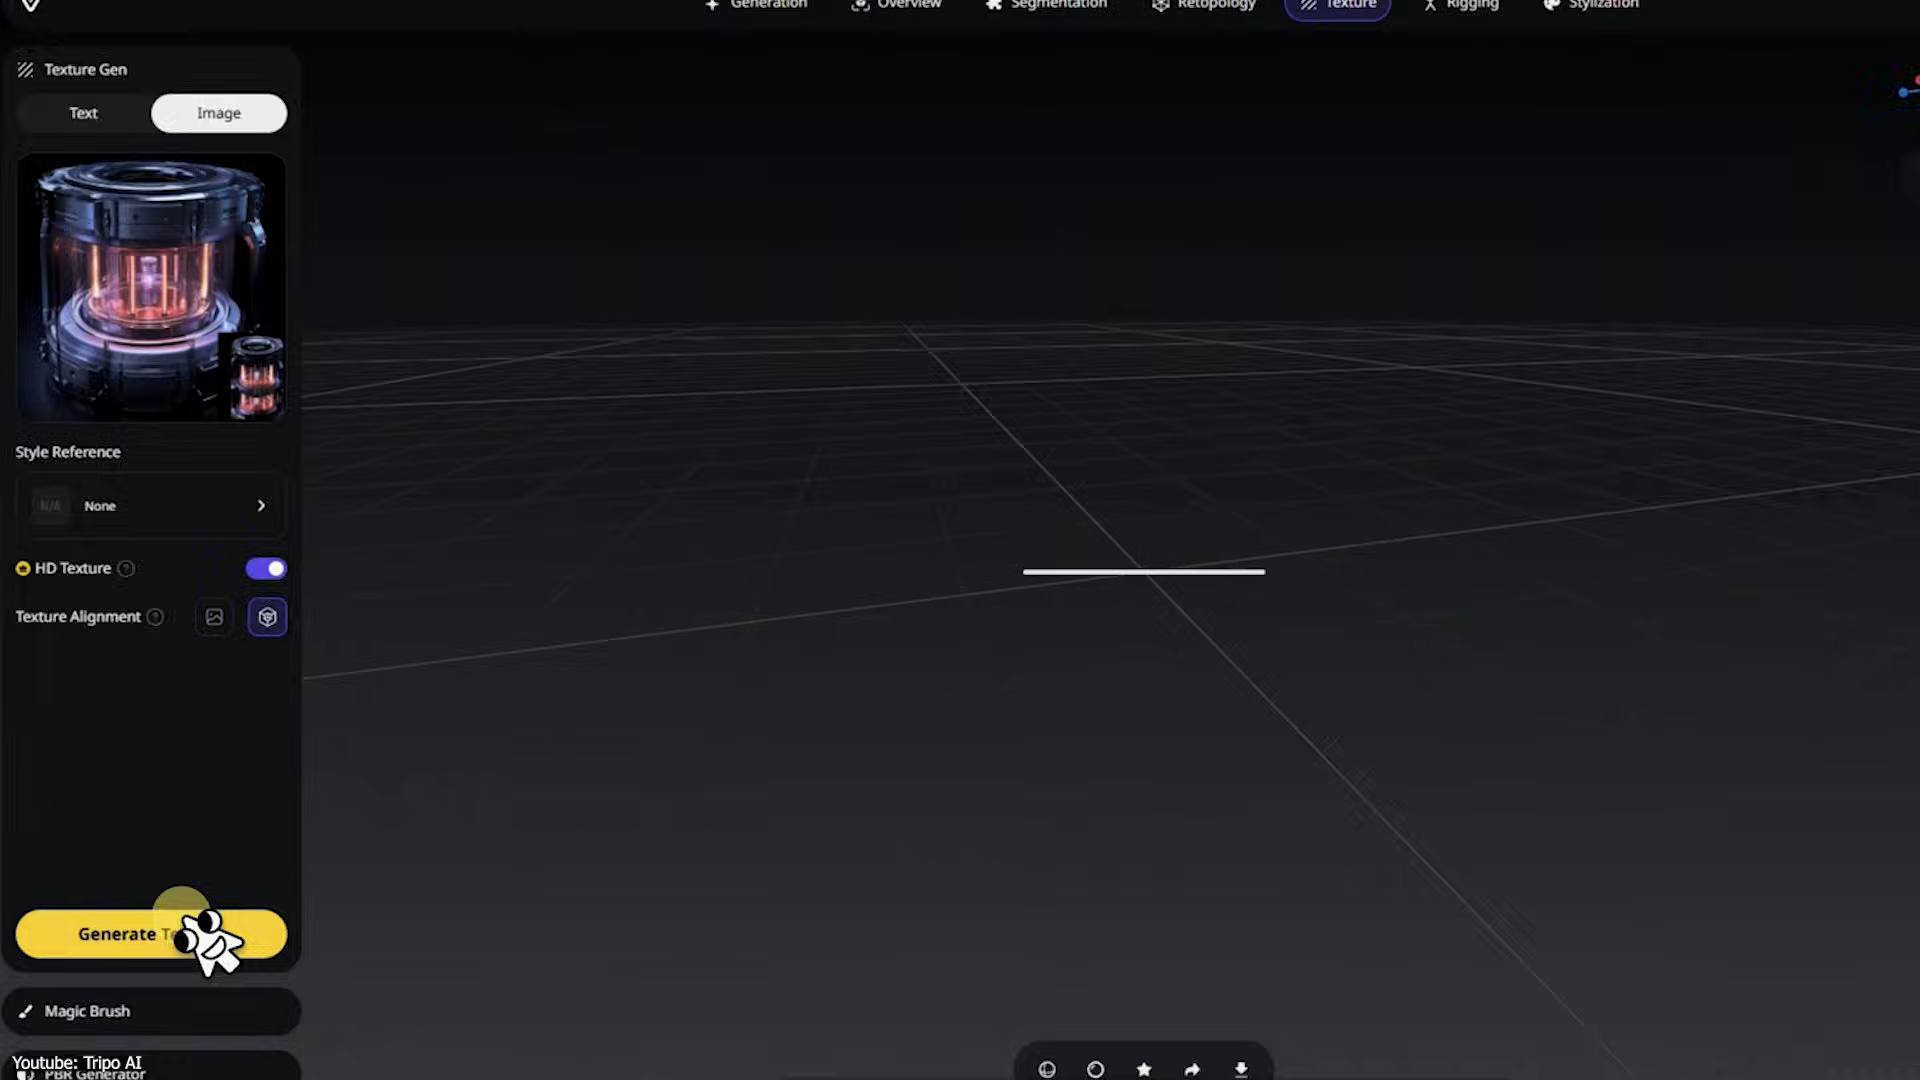 Generation Overview Segmentation Retopology Texture Rigging Stylization
Texture Gen
Text Image
Style Reference
N/A None
HD Texture ?
Texture Alignment ?
Generate Te
Magic Brush
PBR Generator
Youtube: Tripo AI